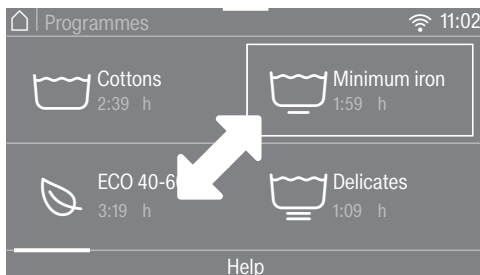 Programmes
11:02
Cottons
2:39 h
Minimum iron
1:59 h
ECO 40-6
3:19 h
Delicates
1:09 h
Help